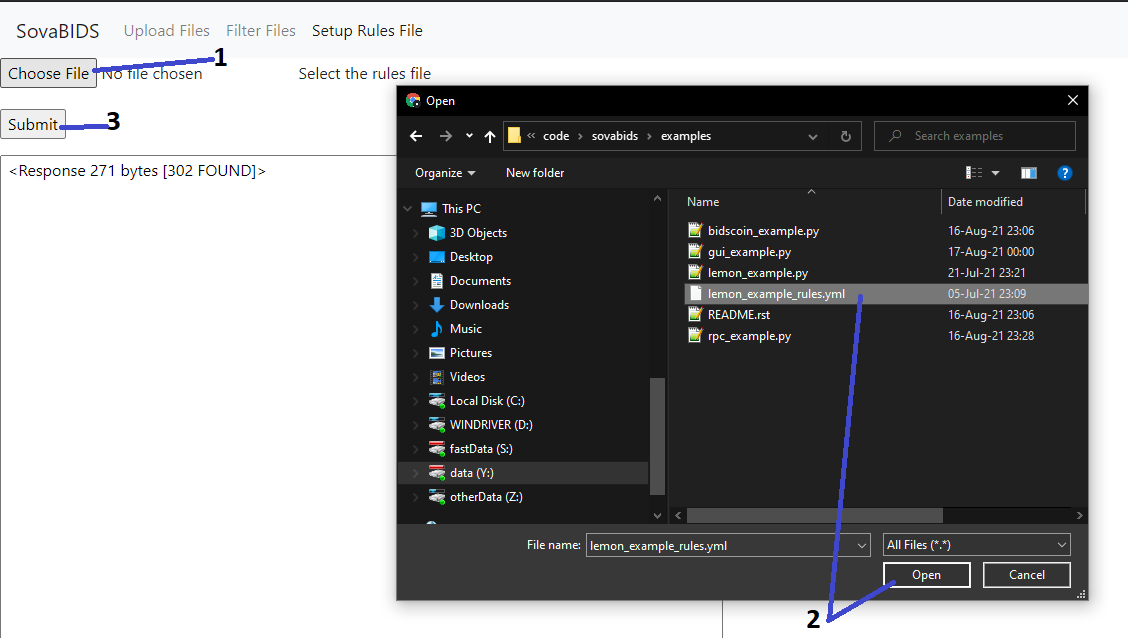 SovaBIDS Upload Files Filter Files Setup Rules File
1
Choose File No file chosen Select the rules file
Submit 3
<Response 271 bytes [302 FOUND]>
Open
« code › sovabids › examples Search examples
Organize New folder ?
This PC
3D Objects
Desktop
Documents
Downloads
Music
Pictures
Videos
Local Disk (C:)
WINDRIVER (D:)
fastData (S:)
data (Y:)
otherData (Z:)
Name Date modified
bidscoin_example.py 16-Aug-21 23:06
gui_example.py 17-Aug-21 00:00
lemon_example.py 21-Jul-21 23:21
lemon_example_rules.yml 05-Jul-21 23:09
README.rst 16-Aug-21 23:06
rpc_example.py 16-Aug-21 23:28
File name: lemon_example_rules.yml All Files (*.*)
Open Cancel
2